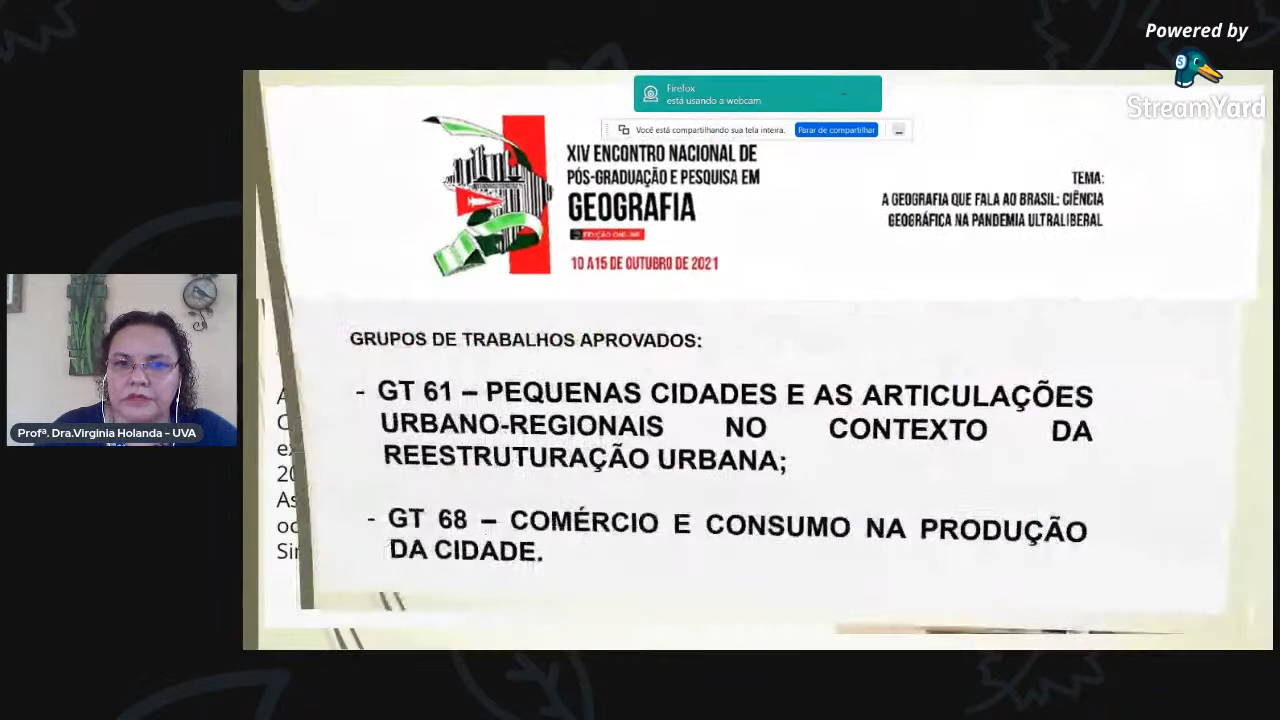 Powered by
StreamYard
Firefox
está usando a webcam
Você está compartilhando sua tela inteira.
Parar de compartilhar
XIV ENCONTRO NACIONAL DE
PÓS-GRADUAÇÃO E PESQUISA EM
GEOGRAFIA
EDIÇÃO ONLINE
10 A15 DE OUTUBRO DE 2021
TEMA:
A GEOGRAFIA QUE FALA AO BRASIL: CIÊNCIA
GEOGRÁFICA NA PANDEMIA ULTRALIBERAL
GRUPOS DE TRABALHOS APROVADOS:
- GT 61 – PEQUENAS CIDADES E AS ARTICULAÇÕES
URBANO-REGIONAIS NO CONTEXTO DA
REESTRUTURAÇÃO URBANA;
- GT 68 – COMÉRCIO E CONSUMO NA PRODUÇÃO
DA CIDADE.
Profª. Dra.Virginia Holanda - UVA